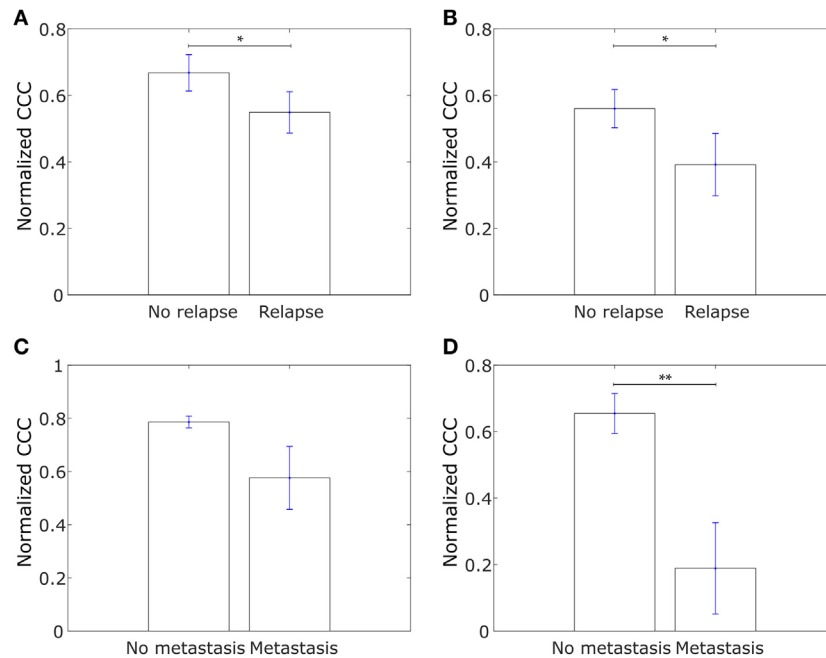 A
Normalized CCC
0.8
0.6
0.4
0.2
0
*
No relapse Relapse
B
Normalized CCC
0.8
0.6
0.4
0.2
0
*
No relapse Relapse
C
Normalized CCC
1
0.8
0.6
0.4
0.2
0
No metastasis Metastasis
D
Normalized CCC
0.8
0.6
0.4
0.2
0
**
No metastasis Metastasis